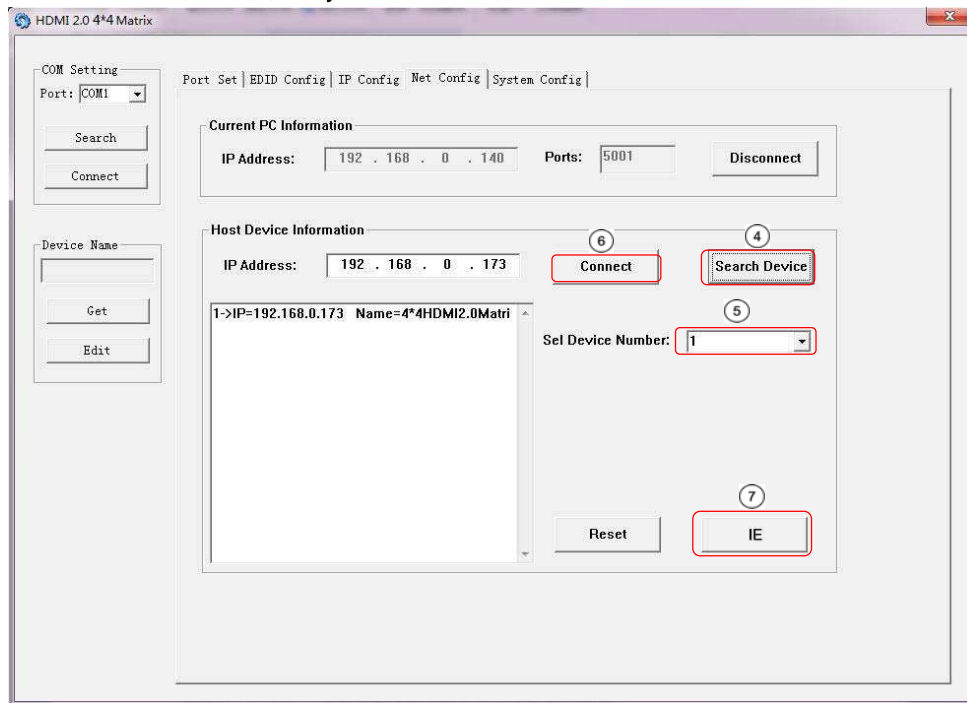 HDMI 2.0 4*4 Matrix
COM Setting
Port: COM1
Search
Connect
Device Name
Get
Edit
Port Set EDID Config IP Config Net Config System Config
Current PC Information
IP Address: 192 . 168 . 0 . 140 Ports: 5001 Disconnect
Host Device Information
6 4
IP Address: 192 . 168 . 0 . 173 Connect Search Device
1->IP=192.168.0.173 Name=4*4HDMI2.0Matri
5
Sel Device Number: 1
7
Reset IE